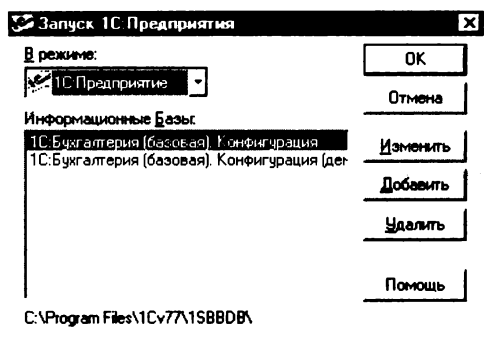 Запуск 1С:Предприятия
В режиме:
1С:Предприятие
Информационные Базы:
1С:Бухгалтерия (базовая). Конфигурация
1С:Бухгалтерия (базовая). Конфигурация (дем
C:\Program Files\1Cv77\1SBBDB\
OK
Отмена
Изменить
Добавить
Удалить
Помощь